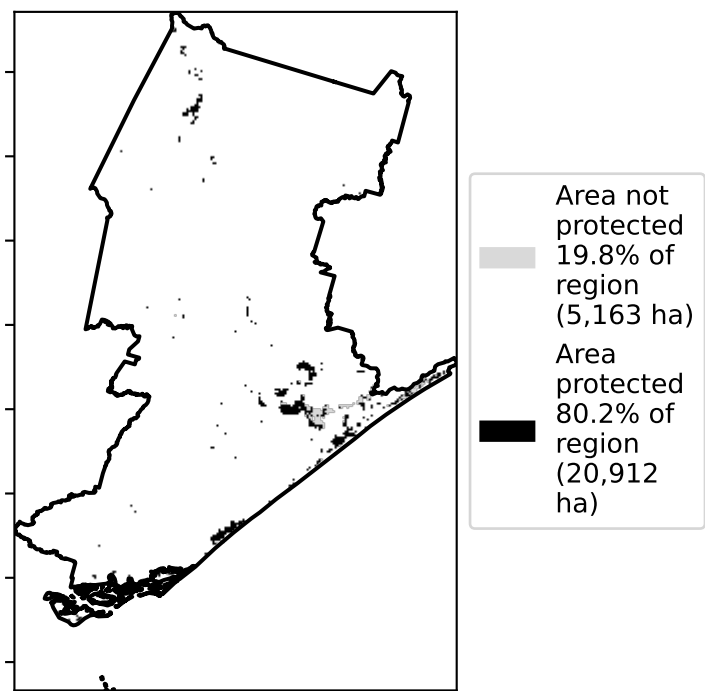 Area not
protected
19.8% of
region
(5,163 ha)
Area
protected
80.2% of
region
(20,912
ha)